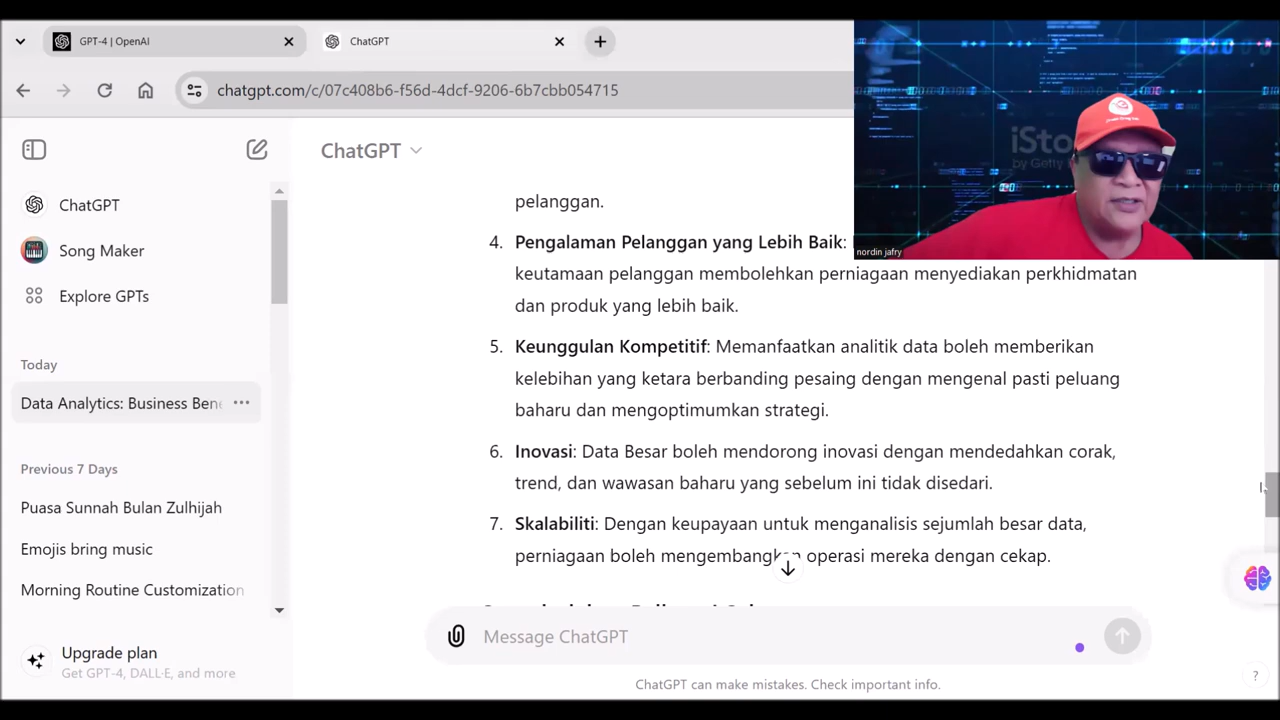 GPT-4 | OpenAI
ChatGPT
chatgpt.com/c/07c408b6-f56d-4dcf-9206-6b7cbb054715
ChatGPT
ChatGPT
Song Maker
Explore GPTs
Today
Data Analytics: Business Ben
Previous 7 Days
Puasa Sunnah Bulan Zulhijah
Emojis bring music
Morning Routine Customization
Upgrade plan
Get GPT-4, DALL·E, and more
pelanggan.
4. Pengalaman Pelanggan yang Lebih Baik:
keutamaan pelanggan membolehkan perniagaan menyediakan perkhidmatan
dan produk yang lebih baik.
5. Keunggulan Kompetitif: Memanfaatkan analitik data boleh memberikan
kelebihan yang ketara berbanding pesaing dengan mengenal pasti peluang
baharu dan mengoptimumkan strategi.
6. Inovasi: Data Besar boleh mendorong inovasi dengan mendedahkan corak,
trend, dan wawasan baharu yang sebelum ini tidak disedari.
7. Skalabiliti: Dengan keupayaan untuk menganalisis sejumlah besar data,
perniagaan boleh mengembangkan operasi mereka dengan cekap.
Message ChatGPT
ChatGPT can make mistakes. Check important info.
?
iSto
by Getty
nordin jafry